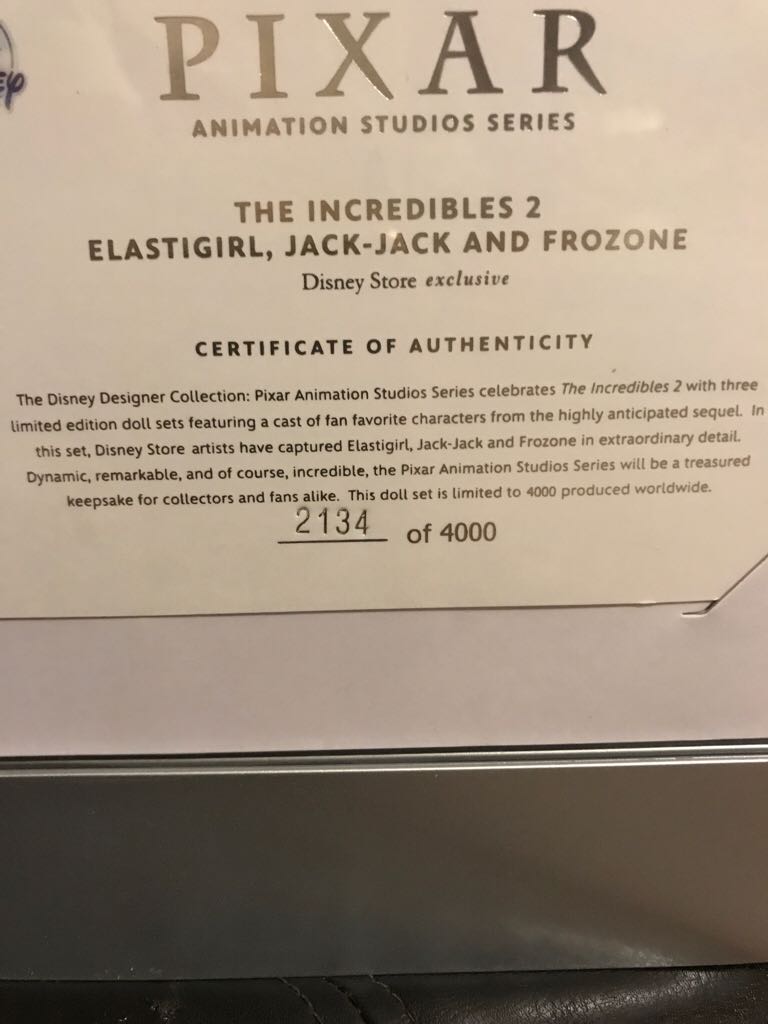 PIXAR
ANIMATION STUDIOS SERIES
THE INCREDIBLES 2
ELASTIGIRL, JACK-JACK AND FROZONE
Disney Store exclusive
CERTIFICATE OF AUTHENTICITY
The Disney Designer Collection: Pixar Animation Studios Series celebrates The Incredibles 2 with three
limited edition doll sets featuring a cast of fan favorite characters from the highly anticipated sequel. In
this set, Disney Store artists have captured Elastigirl, Jack-Jack and Frozone in extraordinary detail.
Dynamic, remarkable, and of course, incredible, the Pixar Animation Studios Series will be a treasured
keepsake for collectors and fans alike. This doll set is limited to 4000 produced worldwide.
2134 of 4000